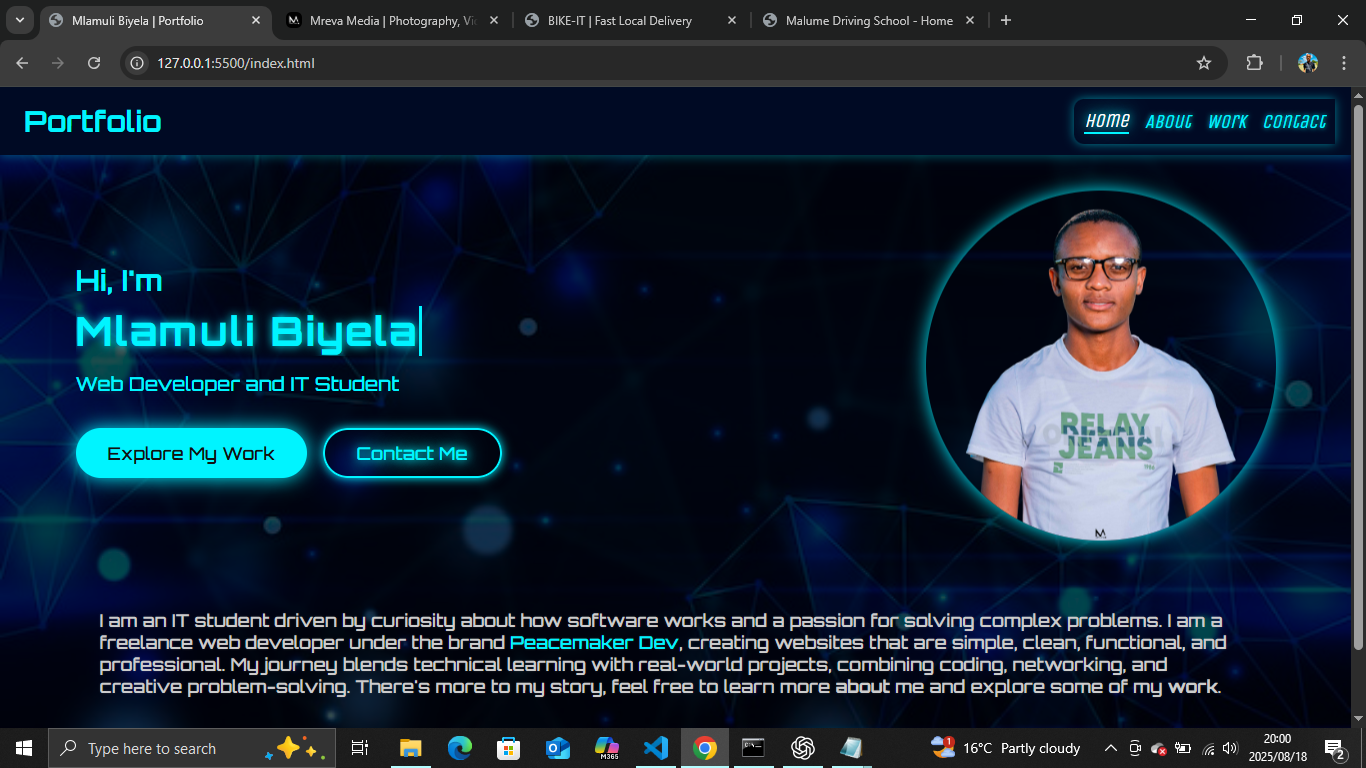 Mlamuli Biyela | Portfolio
Mreva Media | Photography, Vi
BIKE-IT | Fast Local Delivery
Malume Driving School - Home
127.0.0.1:5500/index.html
Portfolio
Home
About
Work
Contact
Hi, I'm
Mlamuli Biyela
Web Developer and IT Student
Explore My Work
Contact Me
RELAY
JEANS
I am an IT student driven by curiosity about how software works and a passion for solving complex problems. I am a
freelance web developer under the brand Peacemaker Dev, creating websites that are simple, clean, functional, and
professional. My journey blends technical learning with real-world projects, combining coding, networking, and
creative problem-solving. There's more to my story, feel free to learn more about me and explore some of my work.
Type here to search
M365
1
16°C Partly cloudy
20:00
2025/08/18
2